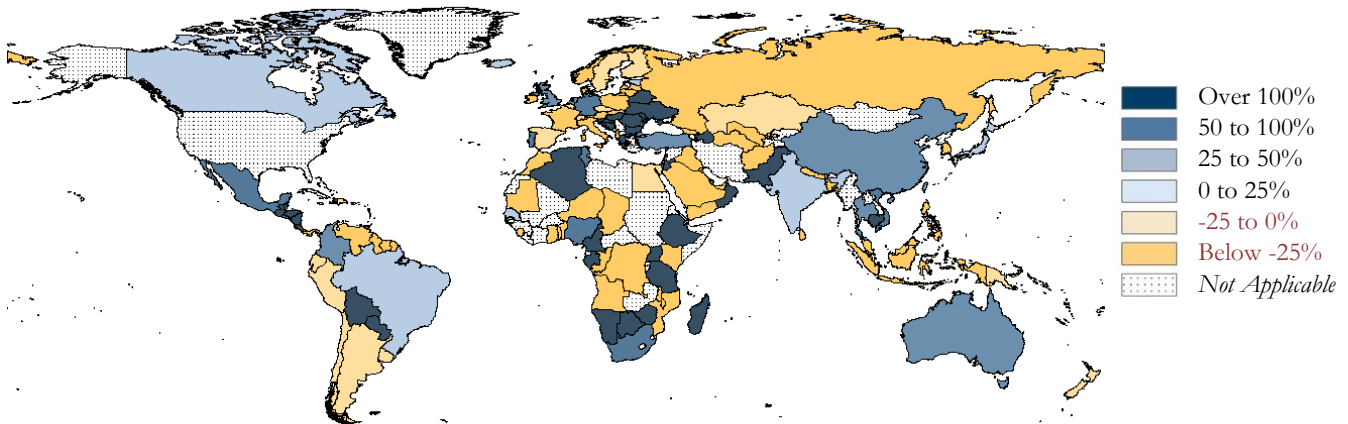 Over 100%
50 to 100%
25 to 50%
0 to 25%
-25 to 0%
Below -25%
Not Applicable